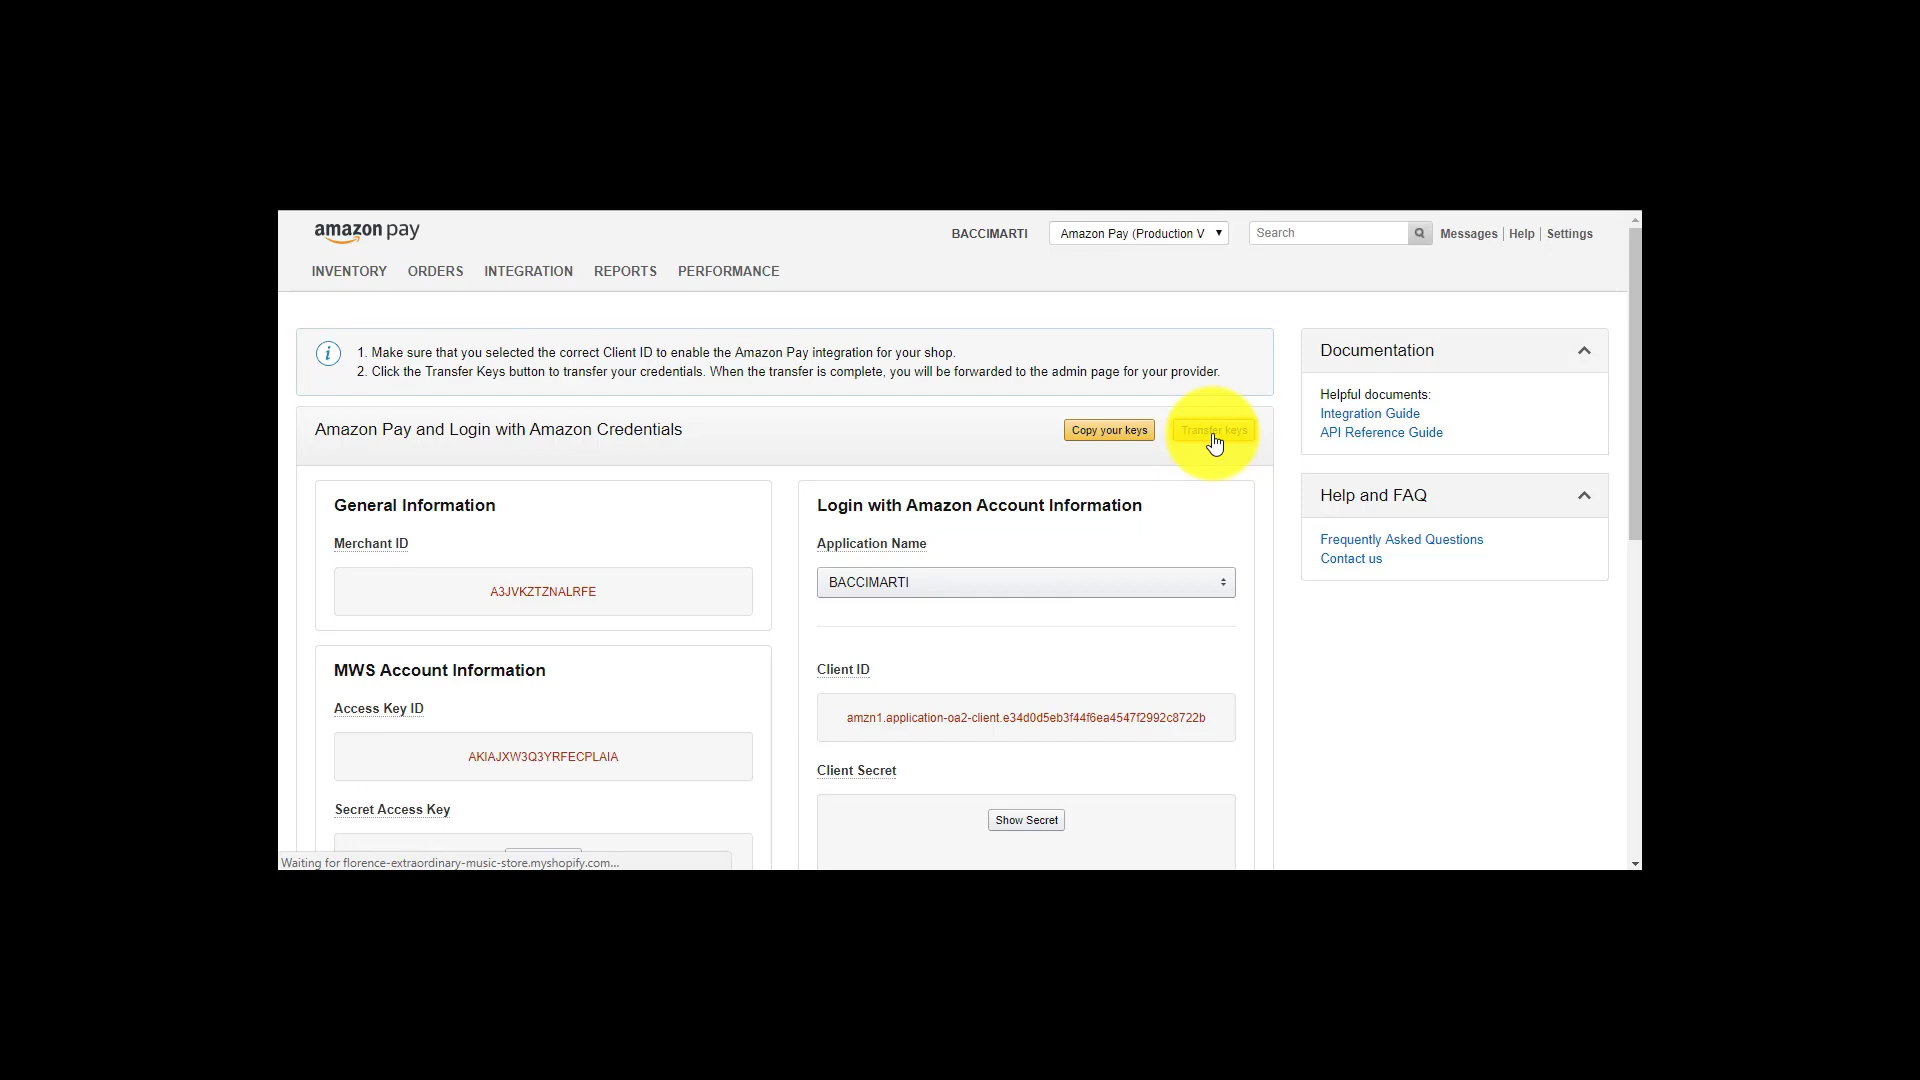 amazon pay
BACCIMARTI
Amazon Pay (Production V
Search
Messages | Help | Settings
INVENTORY ORDERS INTEGRATION REPORTS PERFORMANCE
1. Make sure that you selected the correct Client ID to enable the Amazon Pay integration for your shop.
2. Click the Transfer Keys button to transfer your credentials. When the transfer is complete, you will be forwarded to the admin page for your provider.
Amazon Pay and Login with Amazon Credentials
Copy your keys
Transfer keys
General Information
Merchant ID
A3JVKZTZNALRFE
MWS Account Information
Access Key ID
AKIAJXW3Q3YRFECPLAIA
Secret Access Key
Login with Amazon Account Information
Application Name
BACCIMARTI
Client ID
amzn1.application-oa2-client.e34d0d5eb3f44f6ea4547f2992c8722b
Client Secret
Show Secret
Documentation
Helpful documents:
Integration Guide
API Reference Guide
Help and FAQ
Frequently Asked Questions
Contact us
Waiting for florence-extraordinary-music-store.myshopify.com...